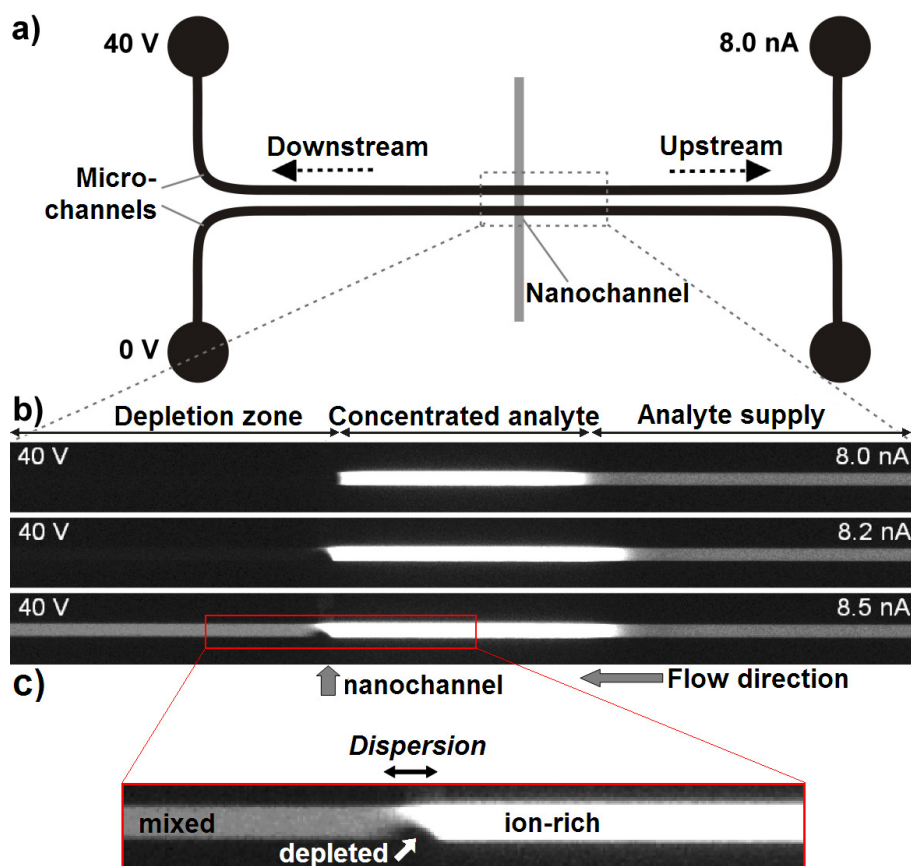 a)
40 V
8.0 nA
Downstream
Upstream
Micro-
channels
Nanochannel
0 V
b)
Depletion zone
Concentrated analyte
Analyte supply
40 V
8.0 nA
40 V
8.2 nA
40 V
8.5 nA
c)
nanochannel
Flow direction
Dispersion
mixed
ion-rich
depleted